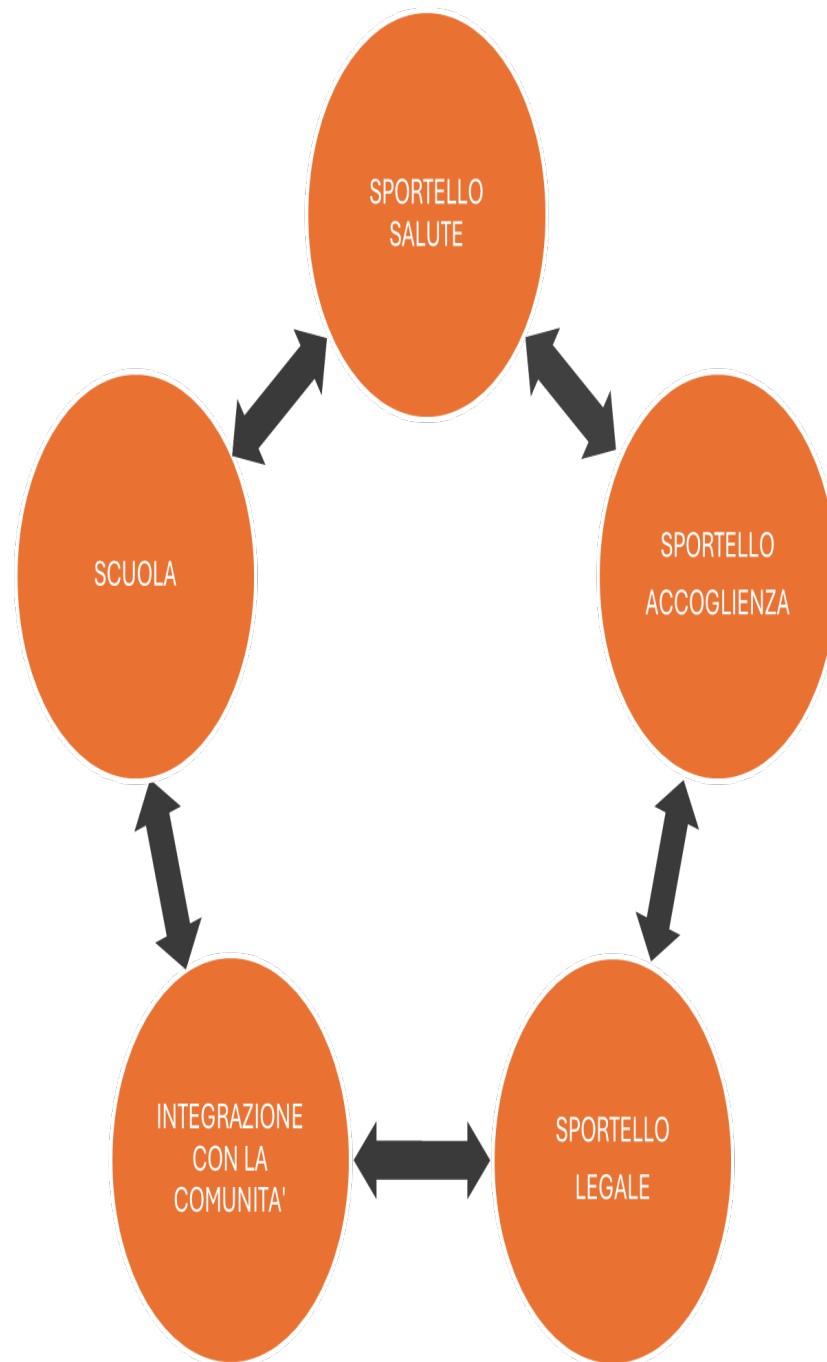 SPORTELLO
SALUTE
SCUOLA
SPORTELLO
ACCOGLIENZA
INTEGRAZIONE
CON LA
COMUNITA'
SPORTELLO
LEGALE